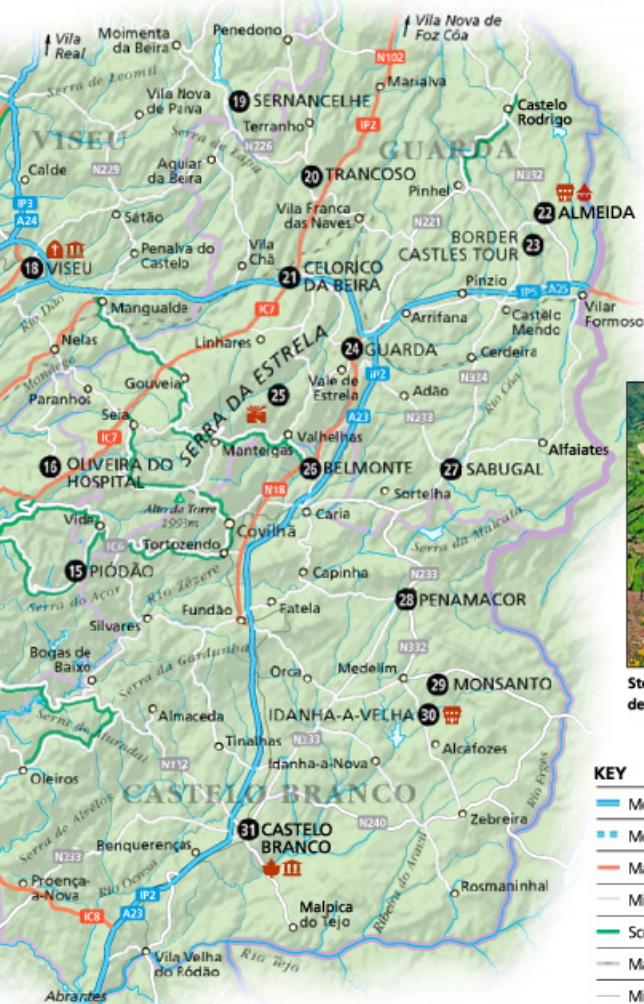 Vila
Real
Moimenta
da Beira
Penedono
Vila Nova de
Foz Côa
N102
Marialva
Serra de Leomil
Vila Nova
de Paiva
19 SERNANCELHE
Terranho
IP2
Castelo
Rodrigo
VISEU
Serra de Lapa
N226
GUARDA
Calde
N229
Aguiar
da Beira
20 TRANCOSO
Pinhel
N332
IP3
A24
Sátão
Vila Franca
das Naves
N221
22 ALMEIDA
BORDER
CASTLES TOUR 23
18 VISEU
Penalva do
Castelo
Vila
Chã
21 CELORICO
DA BEIRA
Pinzio
IP5
A25
Rio Dão
Mangualde
IC7
Arrifana
Castelo
Mendo
Vilar
Formoso
Nelas
Linhares
24 GUARDA
Cerdeira
Mondego
Gouveia
SERRA DA ESTRELA
25
Vale de
Estrela
IP2
N324
Rio Côa
Paranhos
Adão
Seia
A23
N233
IC7
Manteigas
Valhelhas
Alfaiates
16 OLIVEIRA DO
HOSPITAL
26 BELMONTE
27 SABUGAL
N18
Sortelha
Alto da Torre
1993m
Vide
Covilhã
Caria
Serra da Malcata
IC6
Tortozendo
15 PIÓDÃO
Rio Zêzere
Capinha
N233
Serra do Açor
28 PENAMACOR
Fundão
Fatela
Silvares
N332
Bogas de
Baixo
Serra da Gardunha
Orca
Medelim
29 MONSANTO
Almaceda
IDANHA-A-VELHA 30
Serra do Muradal
Tinalhas
N233
Alcafozes
N112
Idanha-a-Nova
Oleiros
CASTELO BRANCO
Rio Erges
KEY
31 CASTELO
BRANCO
N240
Zebreira
Serra de Alvelos
N233
Benquerenças
Proença-
a-Nova
Rio Ocresa
IP2
Ribeira do Aravil
Rosmaninhal
IC8
A23
Malpica
do Tejo
Vila Velha
do Ródão
Rio Tejo
Abrantes